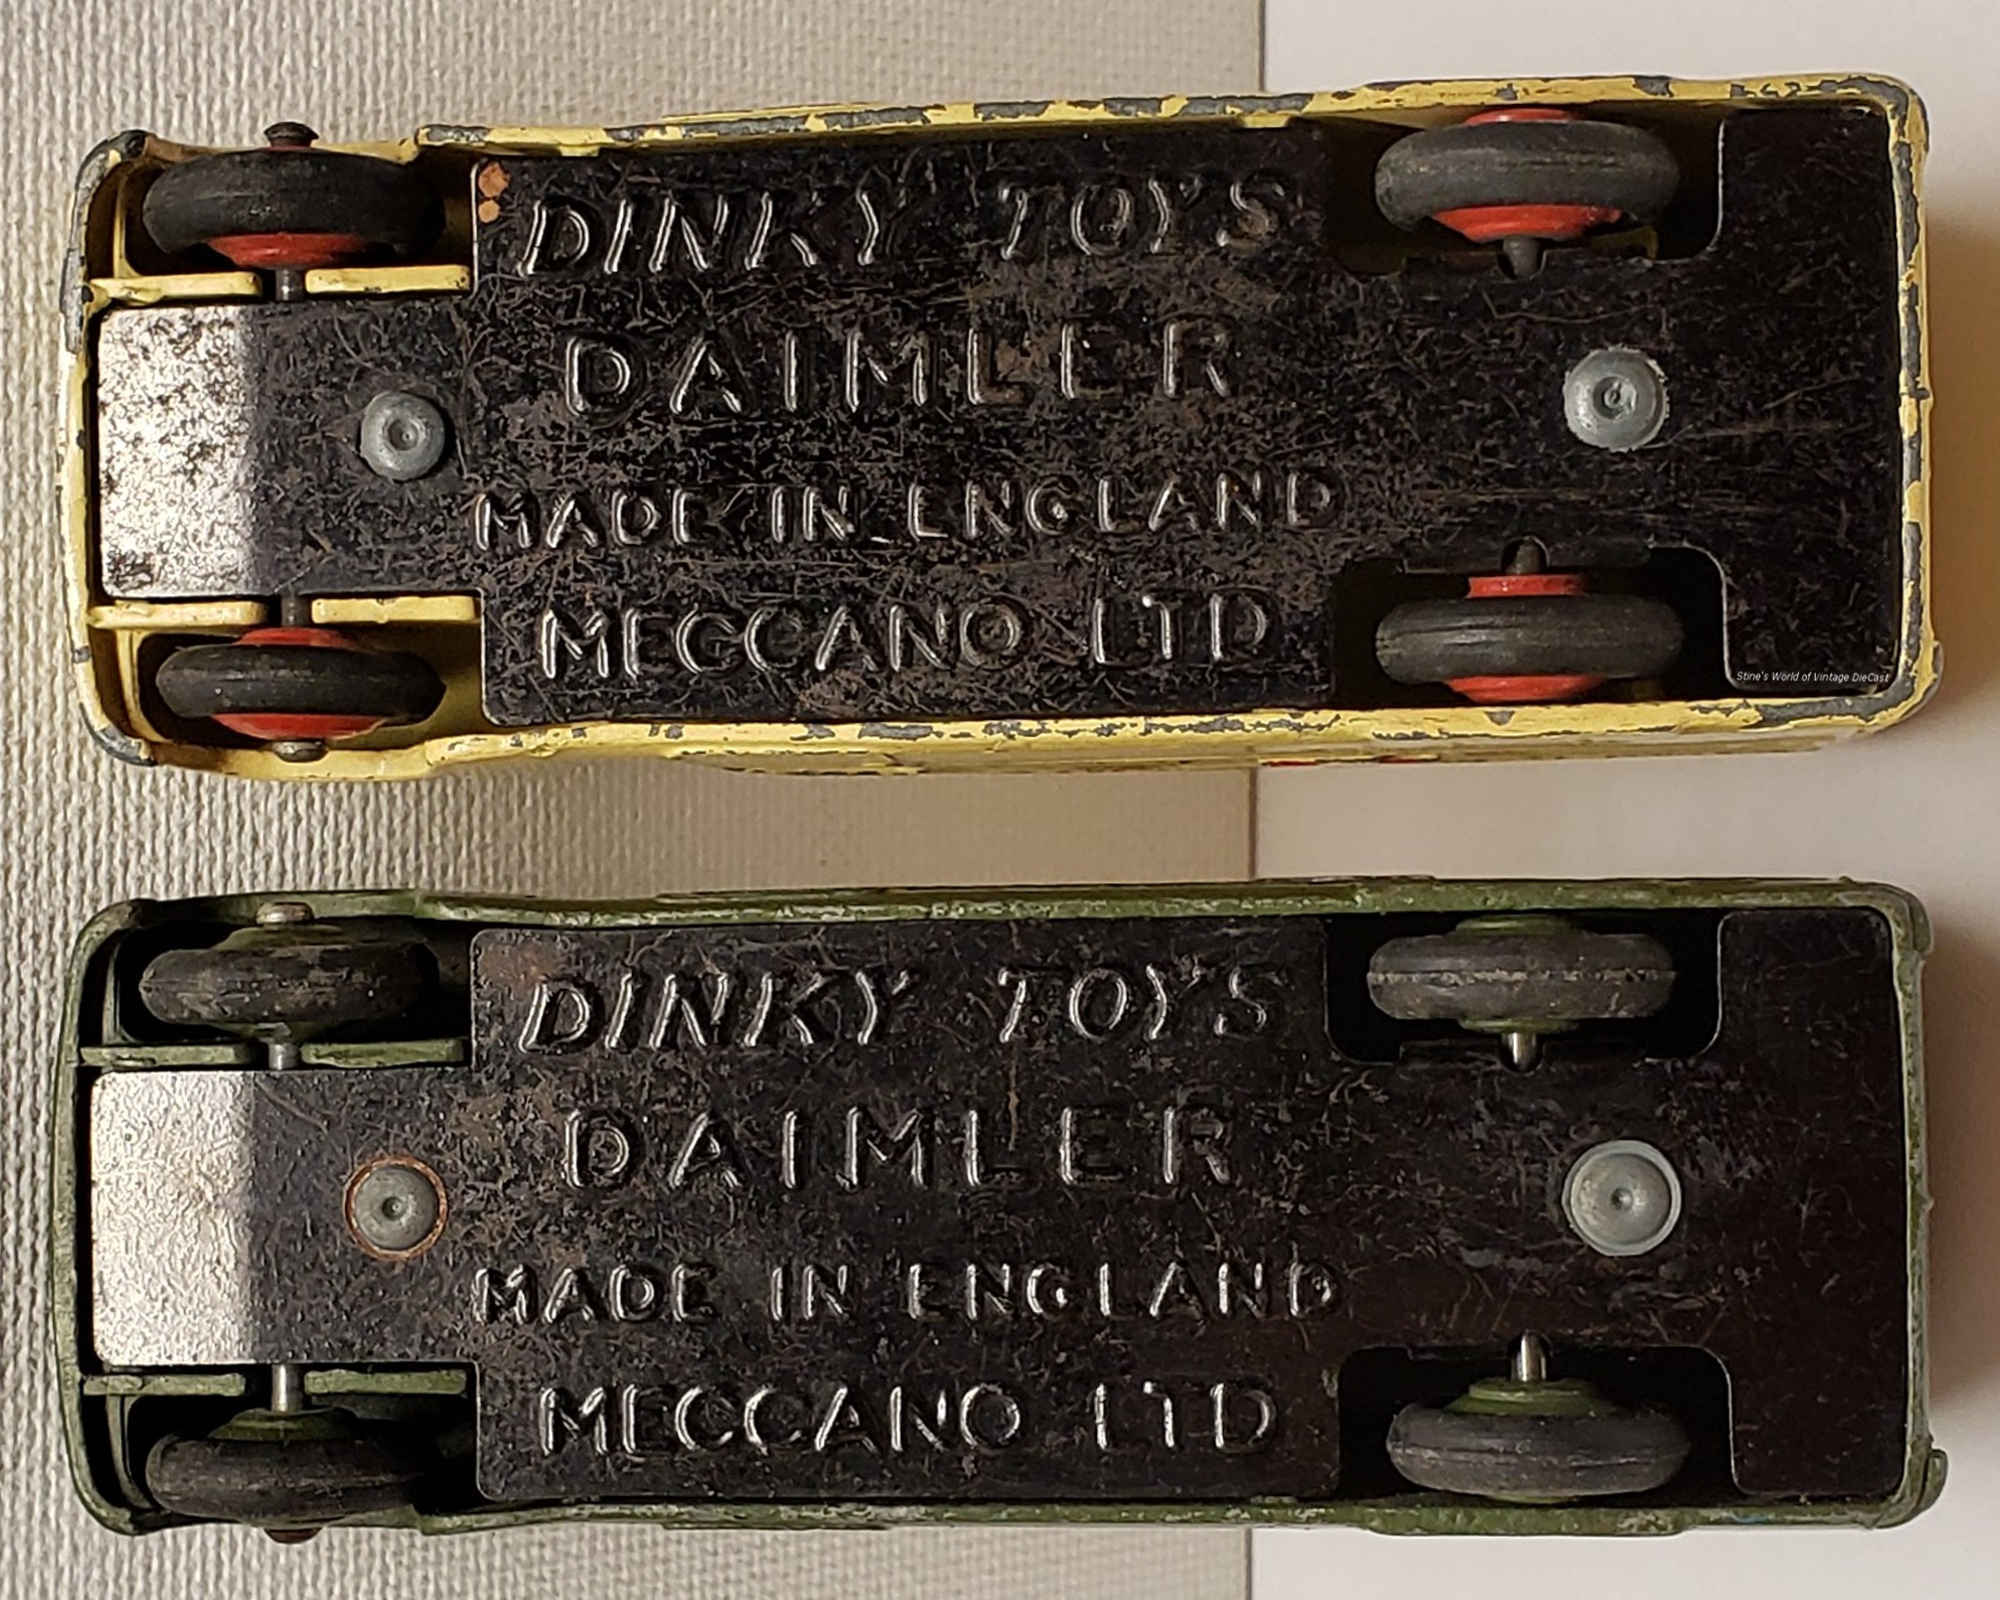 DINKY TOYS
DAIMLER
MADE IN ENGLAND
MECCANO LTD
Stine's World of Vintage DieCast
DINKY TOYS
DAIMLER
MADE IN ENGLAND
MECCANO LTD